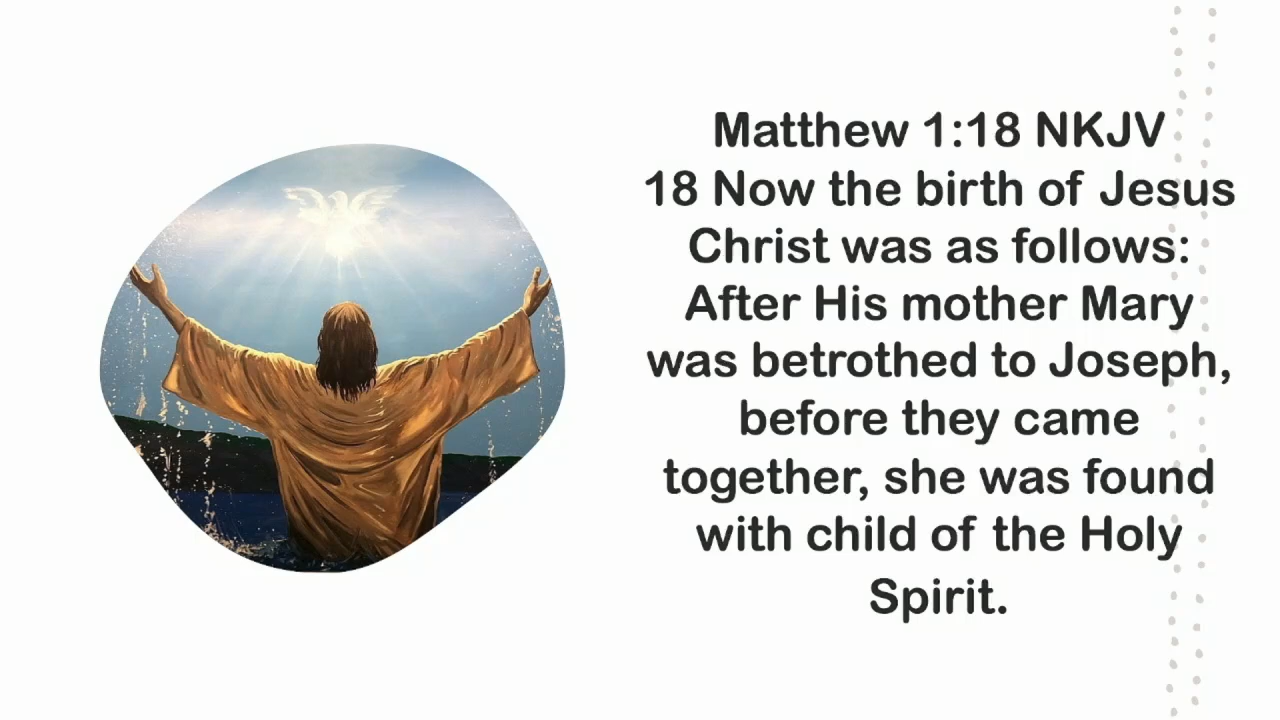 Matthew 1:18 NKJV
18 Now the birth of Jesus
Christ was as follows:
After His mother Mary
was betrothed to Joseph,
before they came
together, she was found
with child of the Holy
Spirit.